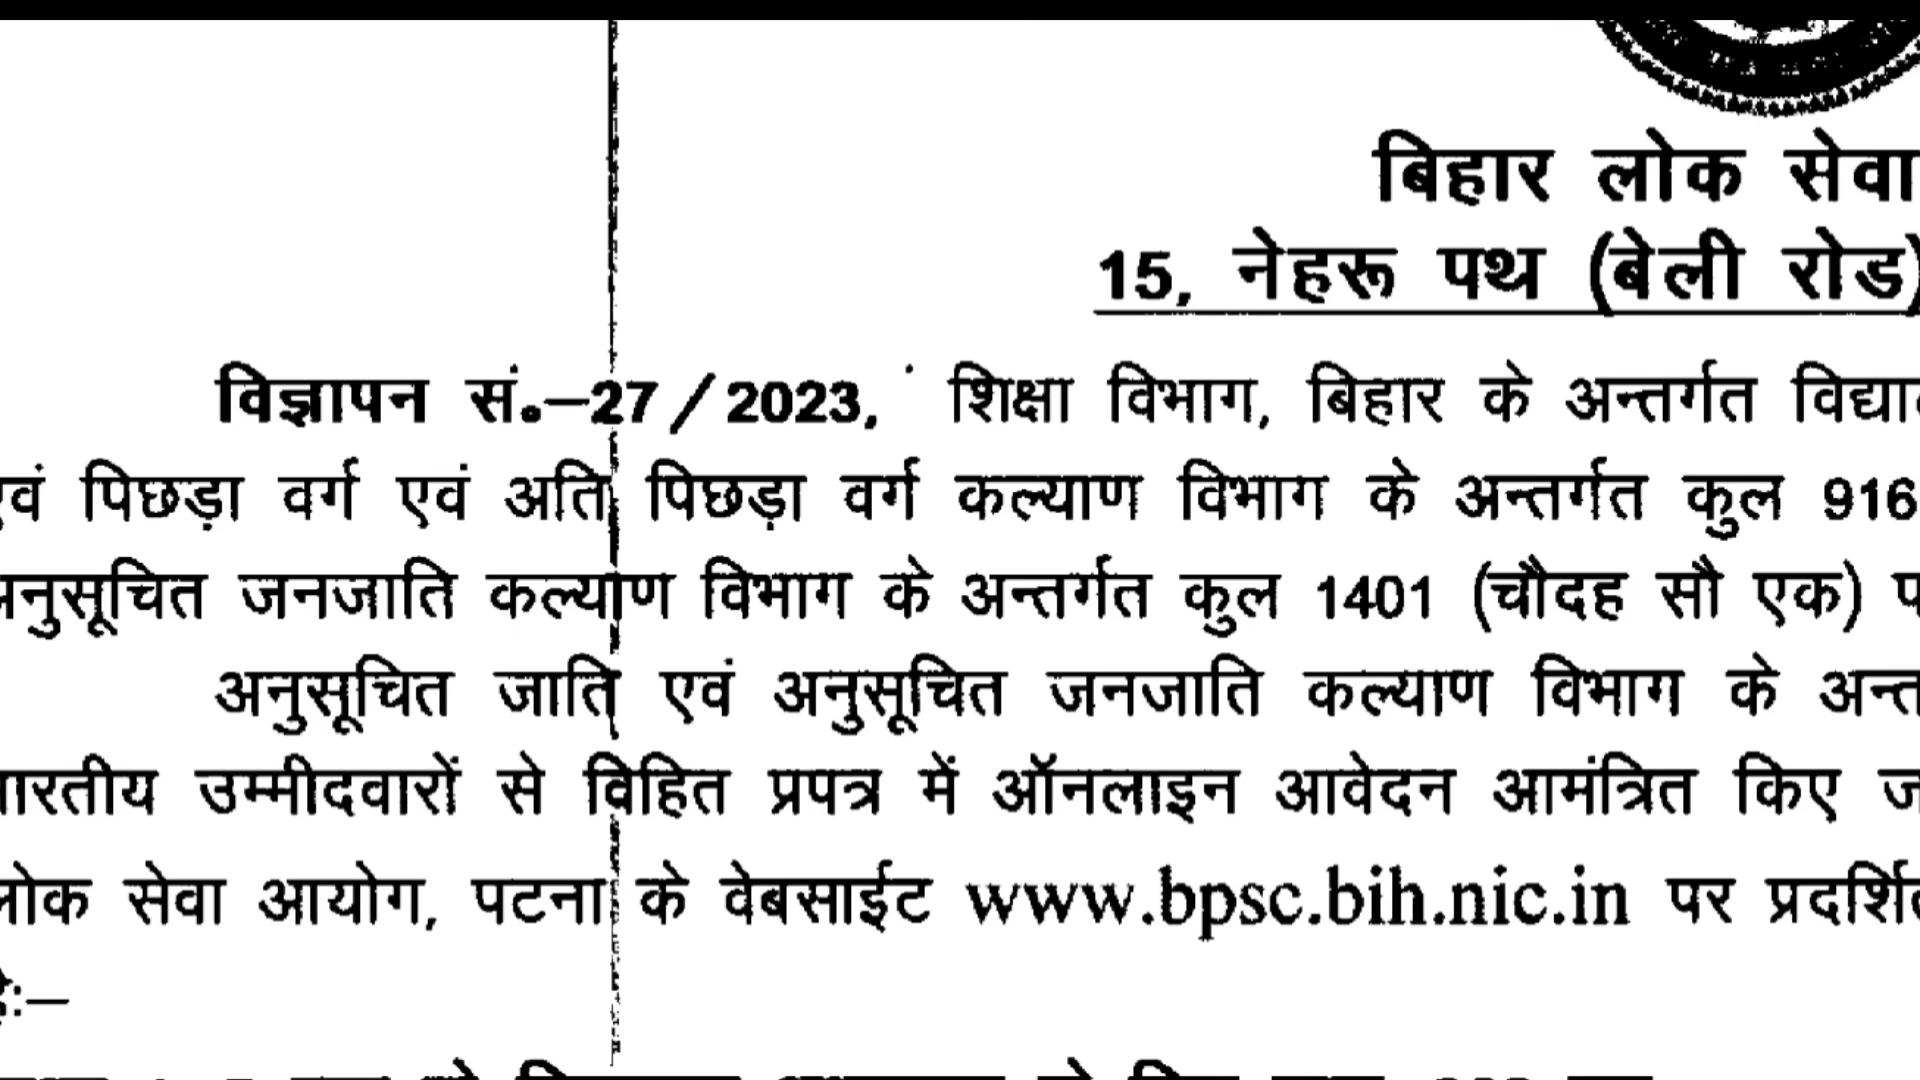 बिहार लोक सेवा
15, नेहरू पथ (बेली रोड)
विज्ञापन सं.–27/2023, शिक्षा विभाग, बिहार के अन्तर्गत
एवं पिछड़ा वर्ग एवं अति पिछड़ा वर्ग कल्याण विभाग के अन्तर्गत कुल 916
अनुसूचित जनजाति कल्याण विभाग के अन्तर्गत कुल 1401 (चौदह सौ एक)
अनुसूचित जाति एवं अनुसूचित जनजाति कल्याण विभाग के
भारतीय उम्मीदवारों से विहित प्रपत्र में ऑनलाइन आवेदन आमंत्रित किए
लोक सेवा आयोग, पटना के वेबसाईट www.bpsc.bih.nic.in पर